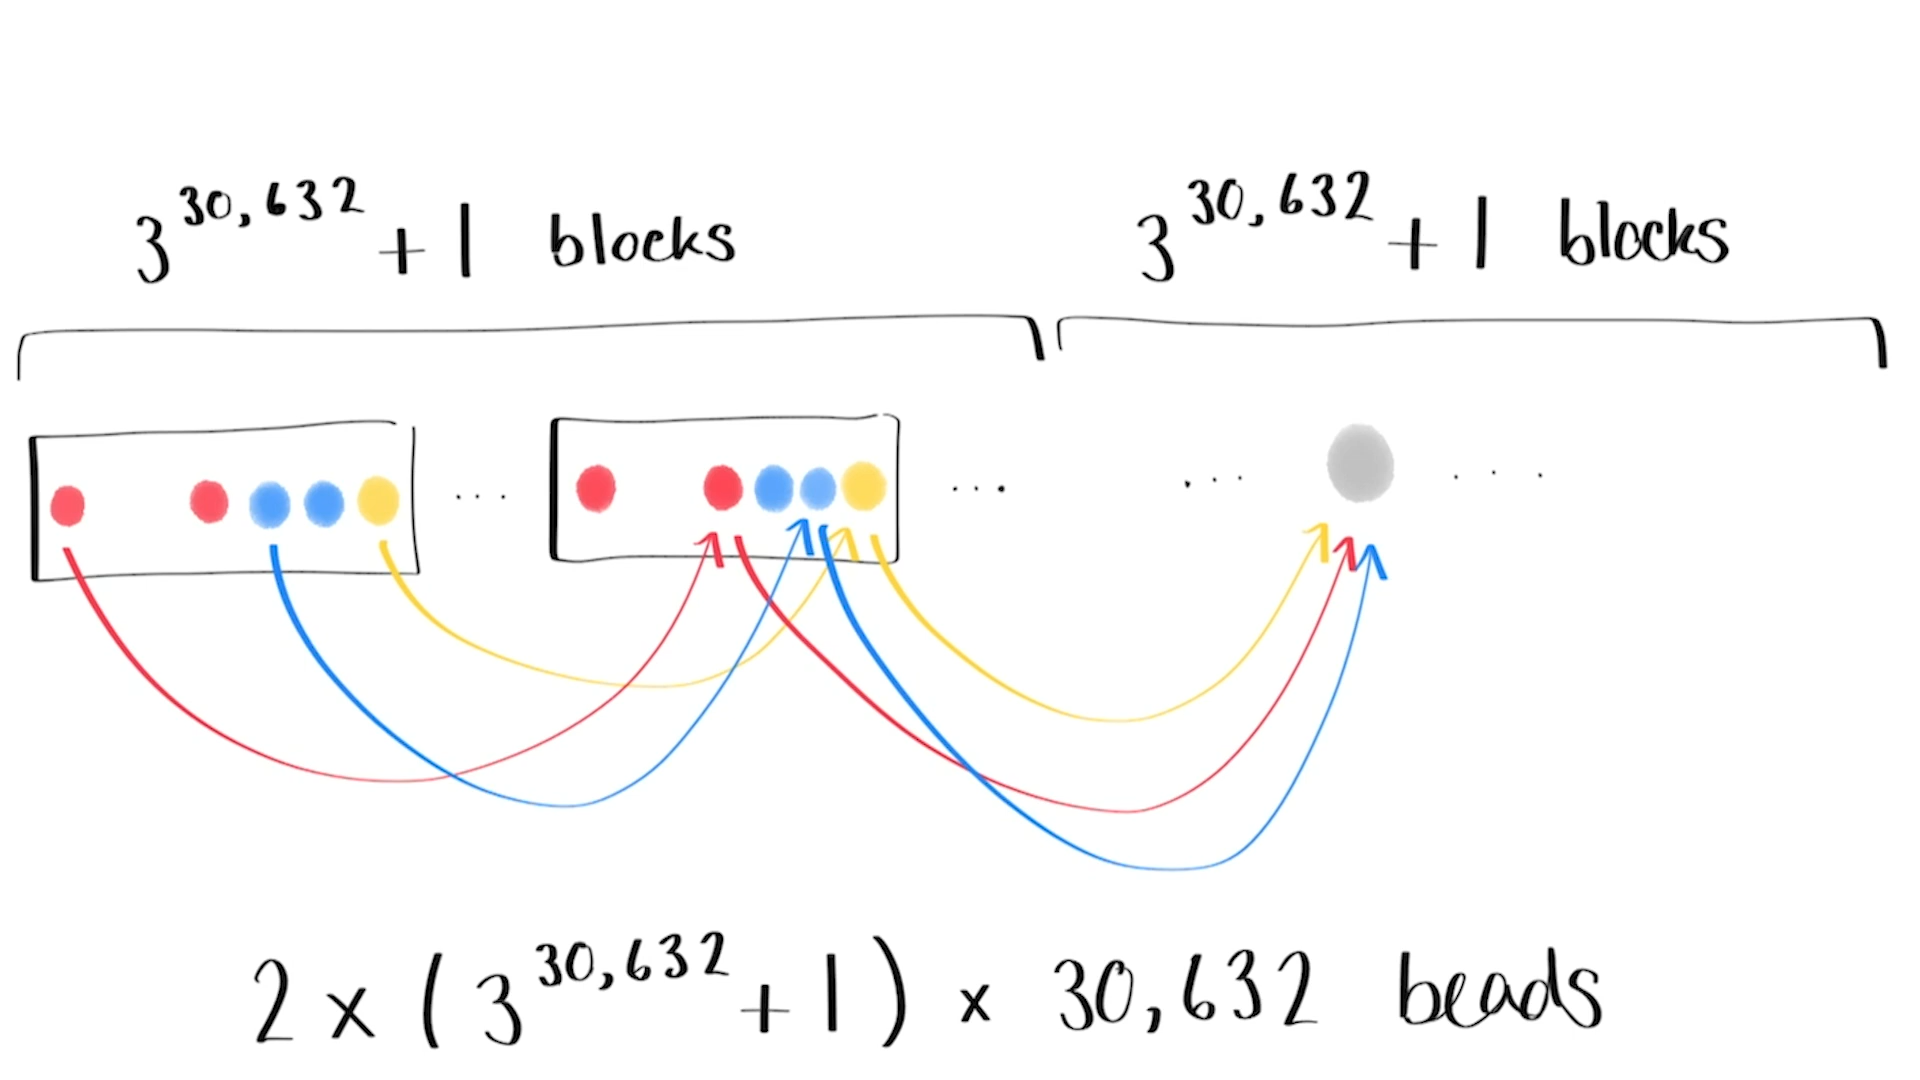 3^30,632 + 1 blocks
3^30,632 + 1 blocks
2 x ( 3^30,632 + 1 ) x 30,632 beads